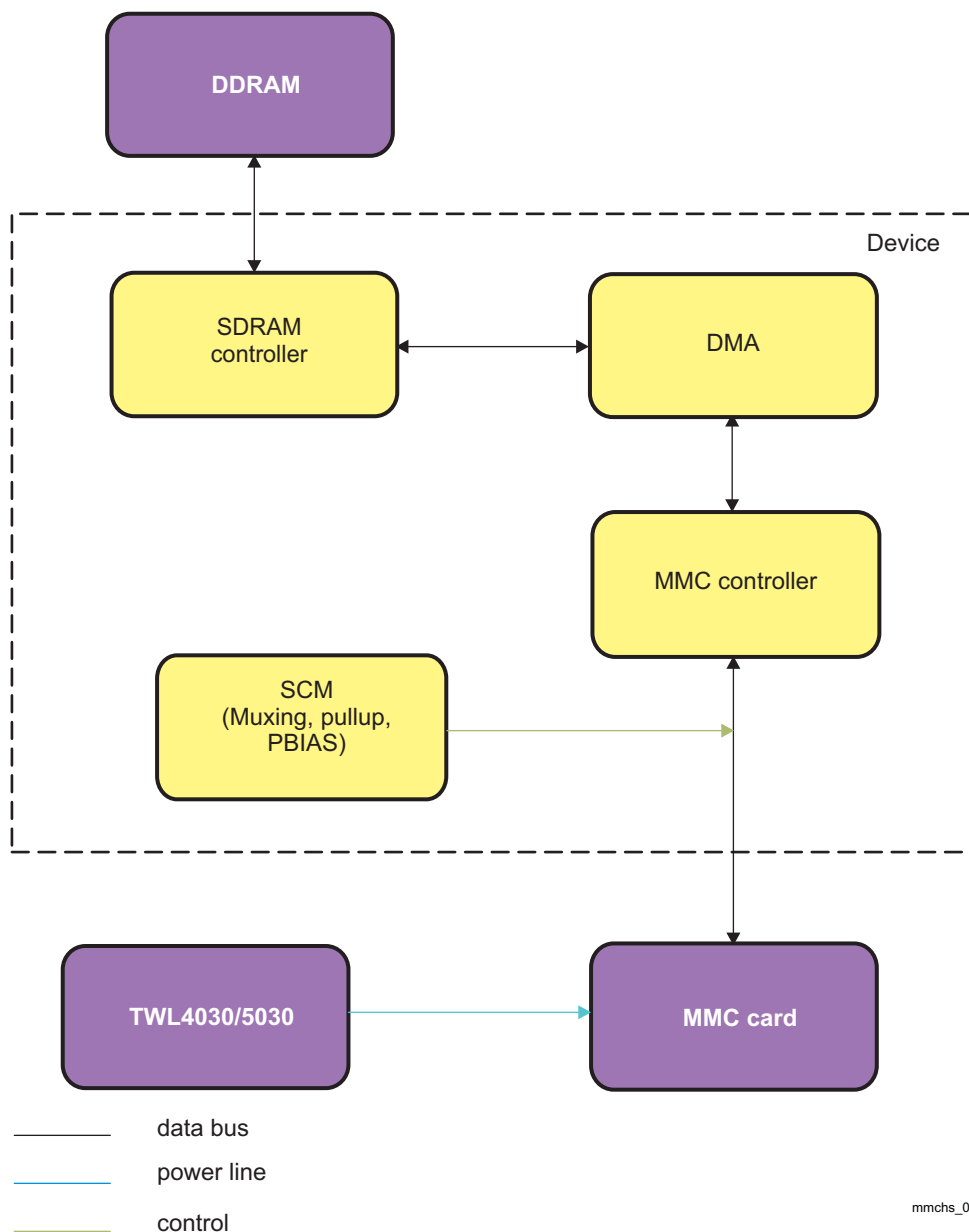 DDRAM
Device
SDRAM
controller
DMA
MMC controller
SCM
(Muxing, pullup,
PBIAS)
TWL4030/5030
MMC card
data bus
power line
control
mmchs_0